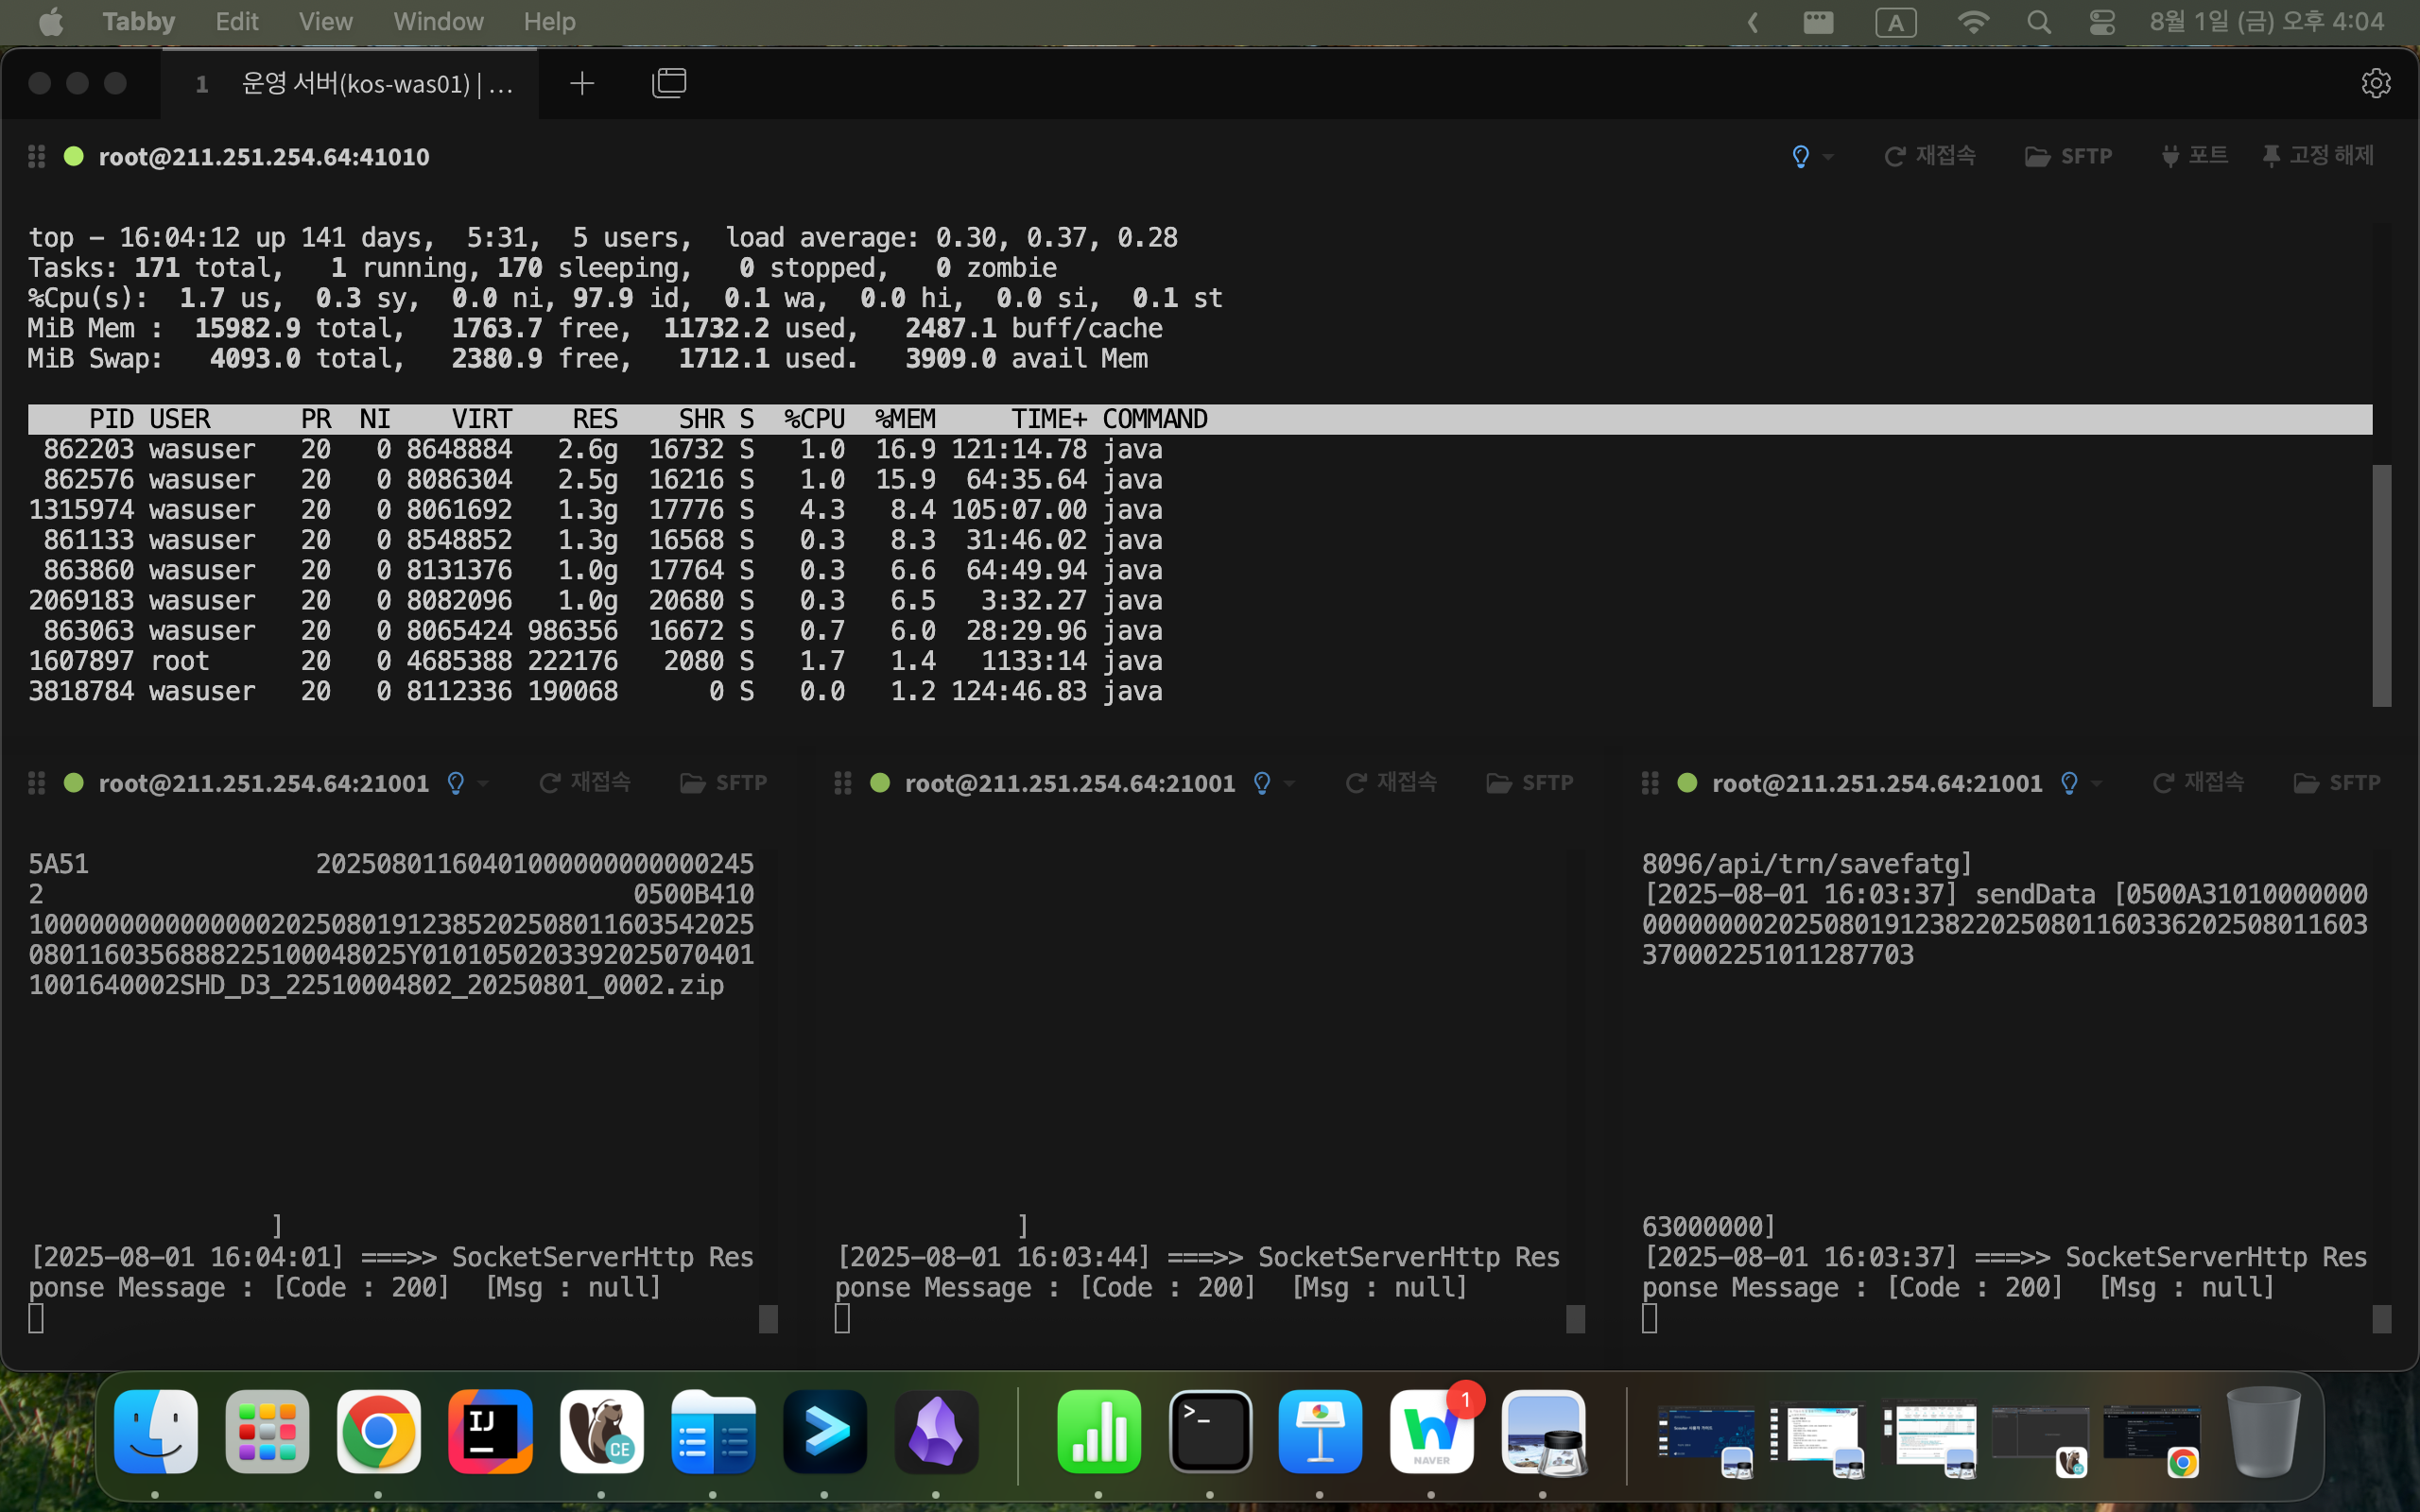 Tabby Edit View Window Help
A 8월 1일 (금) 오후 4:04
1 운영 서버(kos-was01) | …
root@211.251.254.64:41010 재접속 SFTP 포트 고정 해제
top - 16:04:12 up 141 days, 5:31, 5 users, load average: 0.30, 0.37, 0.28
Tasks: 171 total, 1 running, 170 sleeping, 0 stopped, 0 zombie
%Cpu(s): 1.7 us, 0.3 sy, 0.0 ni, 97.9 id, 0.1 wa, 0.0 hi, 0.0 si, 0.1 st
MiB Mem : 15982.9 total, 1763.7 free, 11732.2 used, 2487.1 buff/cache
MiB Swap: 4093.0 total, 2380.9 free, 1712.1 used. 3909.0 avail Mem
PID USER PR NI VIRT RES SHR S %CPU %MEM TIME+ COMMAND
862203 wasuser 20 0 8648884 2.6g 16732 S 1.0 16.9 121:14.78 java
862576 wasuser 20 0 8086304 2.5g 16216 S 1.0 15.9 64:35.64 java
1315974 wasuser 20 0 8061692 1.3g 17776 S 4.3 8.4 105:07.00 java
861133 wasuser 20 0 8548852 1.3g 16568 S 0.3 8.3 31:46.02 java
863860 wasuser 20 0 8131376 1.0g 17764 S 0.3 6.6 64:49.94 java
2069183 wasuser 20 0 8082096 1.0g 20680 S 0.3 6.5 3:32.27 java
863063 wasuser 20 0 8065424 986356 16672 S 0.7 6.0 28:29.96 java
1607897 root 20 0 4685388 222176 2080 S 1.7 1.4 1133:14 java
3818784 wasuser 20 0 8112336 190068 0 S 0.0 1.2 124:46.83 java
root@211.251.254.64:21001 재접속 SFTP
5A51 20250801160401000000000000245
2 0500B410
100000000000000020250801912385202508011603542025
080116035688822510004802​5Y0101050203392025070401
1001640002SHD_D3_22510004802_20250801_0002.zip
]
[2025-08-01 16:04:01] ===>> SocketServerHttp Res
ponse Message : [Code : 200] [Msg : null]
root@211.251.254.64:21001 재접속 SFTP
]
[2025-08-01 16:03:44] ===>> SocketServerHttp Res
ponse Message : [Code : 200] [Msg : null]
root@211.251.254.64:21001 재접속 SFTP
8096/api/trn/savefatg]
[2025-08-01 16:03:37] sendData [0500A31010000000
000000002025080191238220250801160336202508011603
370002251011287703
63000000]
[2025-08-01 16:03:37] ===>> SocketServerHttp Res
ponse Message : [Code : 200] [Msg : null]
IJ
CE
>_
NAVER
1